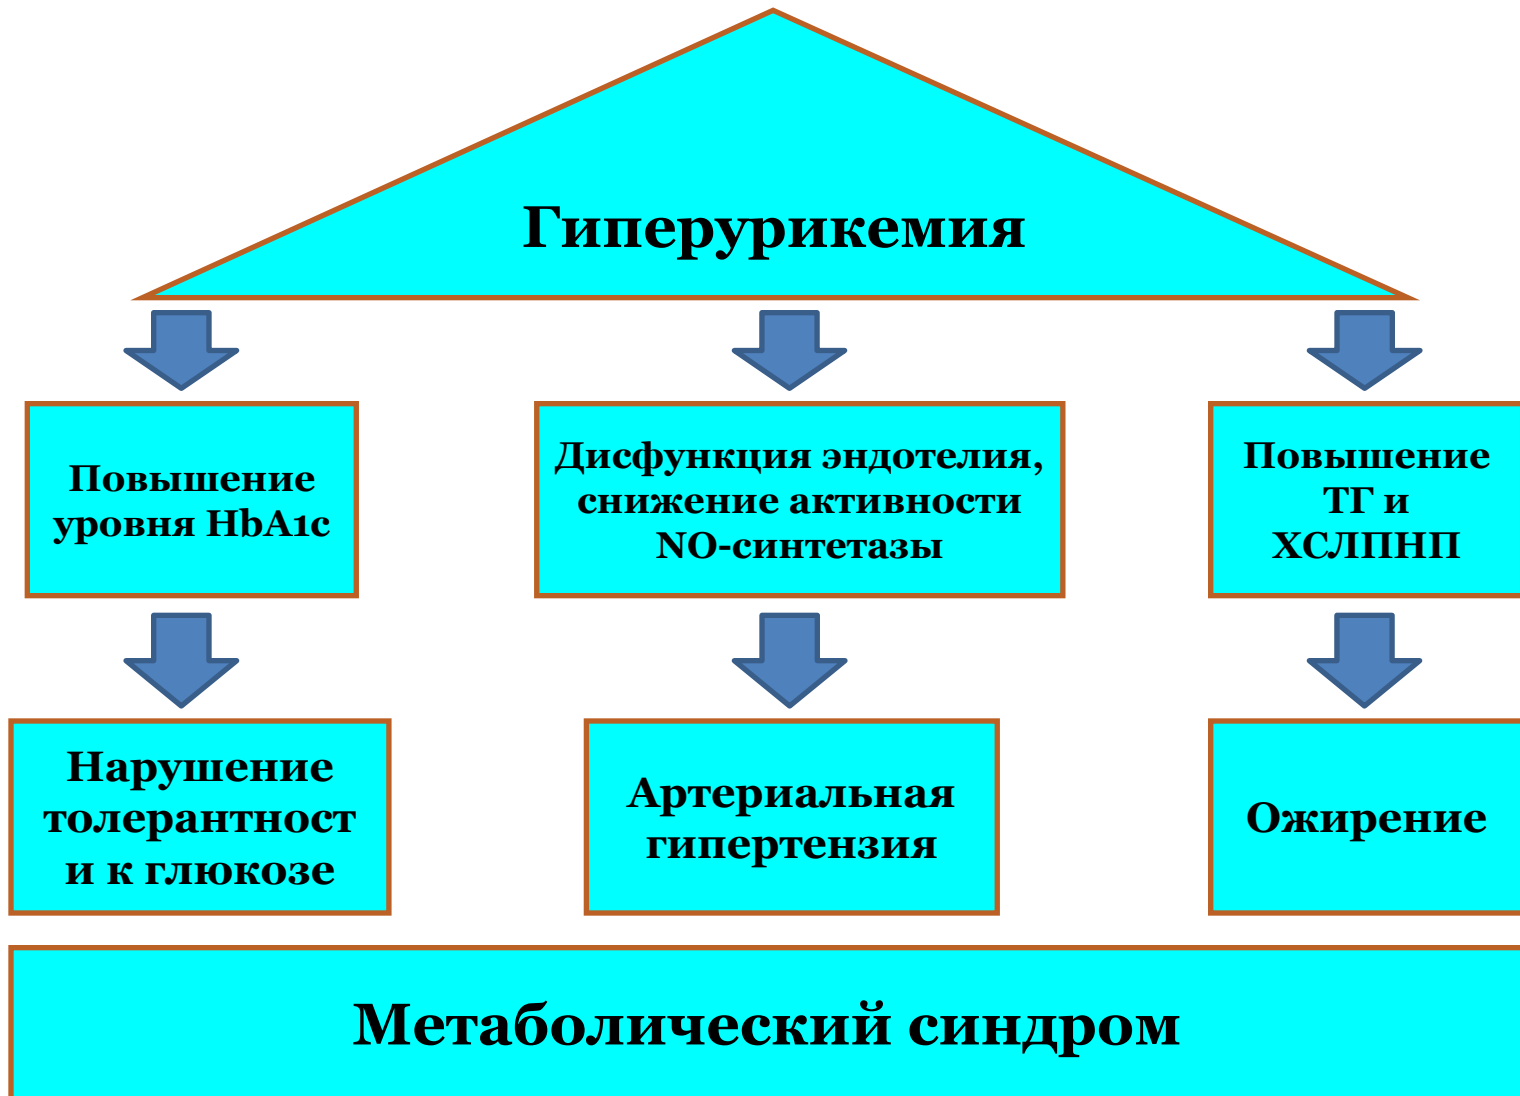 Гиперурикемия
Повышение
уровня HbA1c
Дисфункция эндотелия,
снижение активности
NO-синтетазы
Повышение
ТГ и
ХСЛПНП
Нарушение
толерантност
и к глюкозе
Артериальная
гипертензия
Ожирение
Метаболический синдром